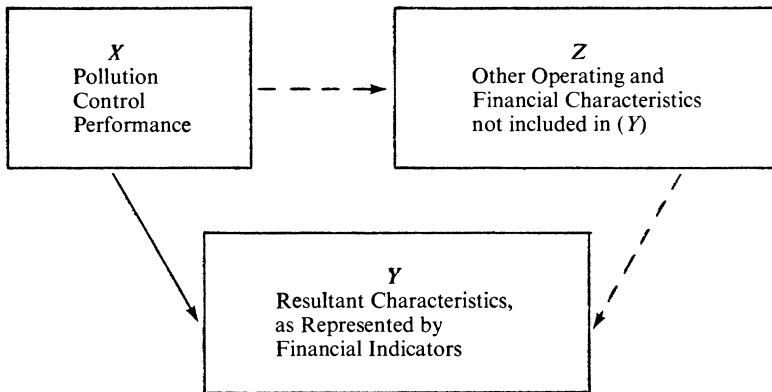 X
Pollution
Control
Performance
Z
Other Operating and
Financial Characteristics
not included in (Y)
Y
Resultant Characteristics,
as Represented by
Financial Indicators